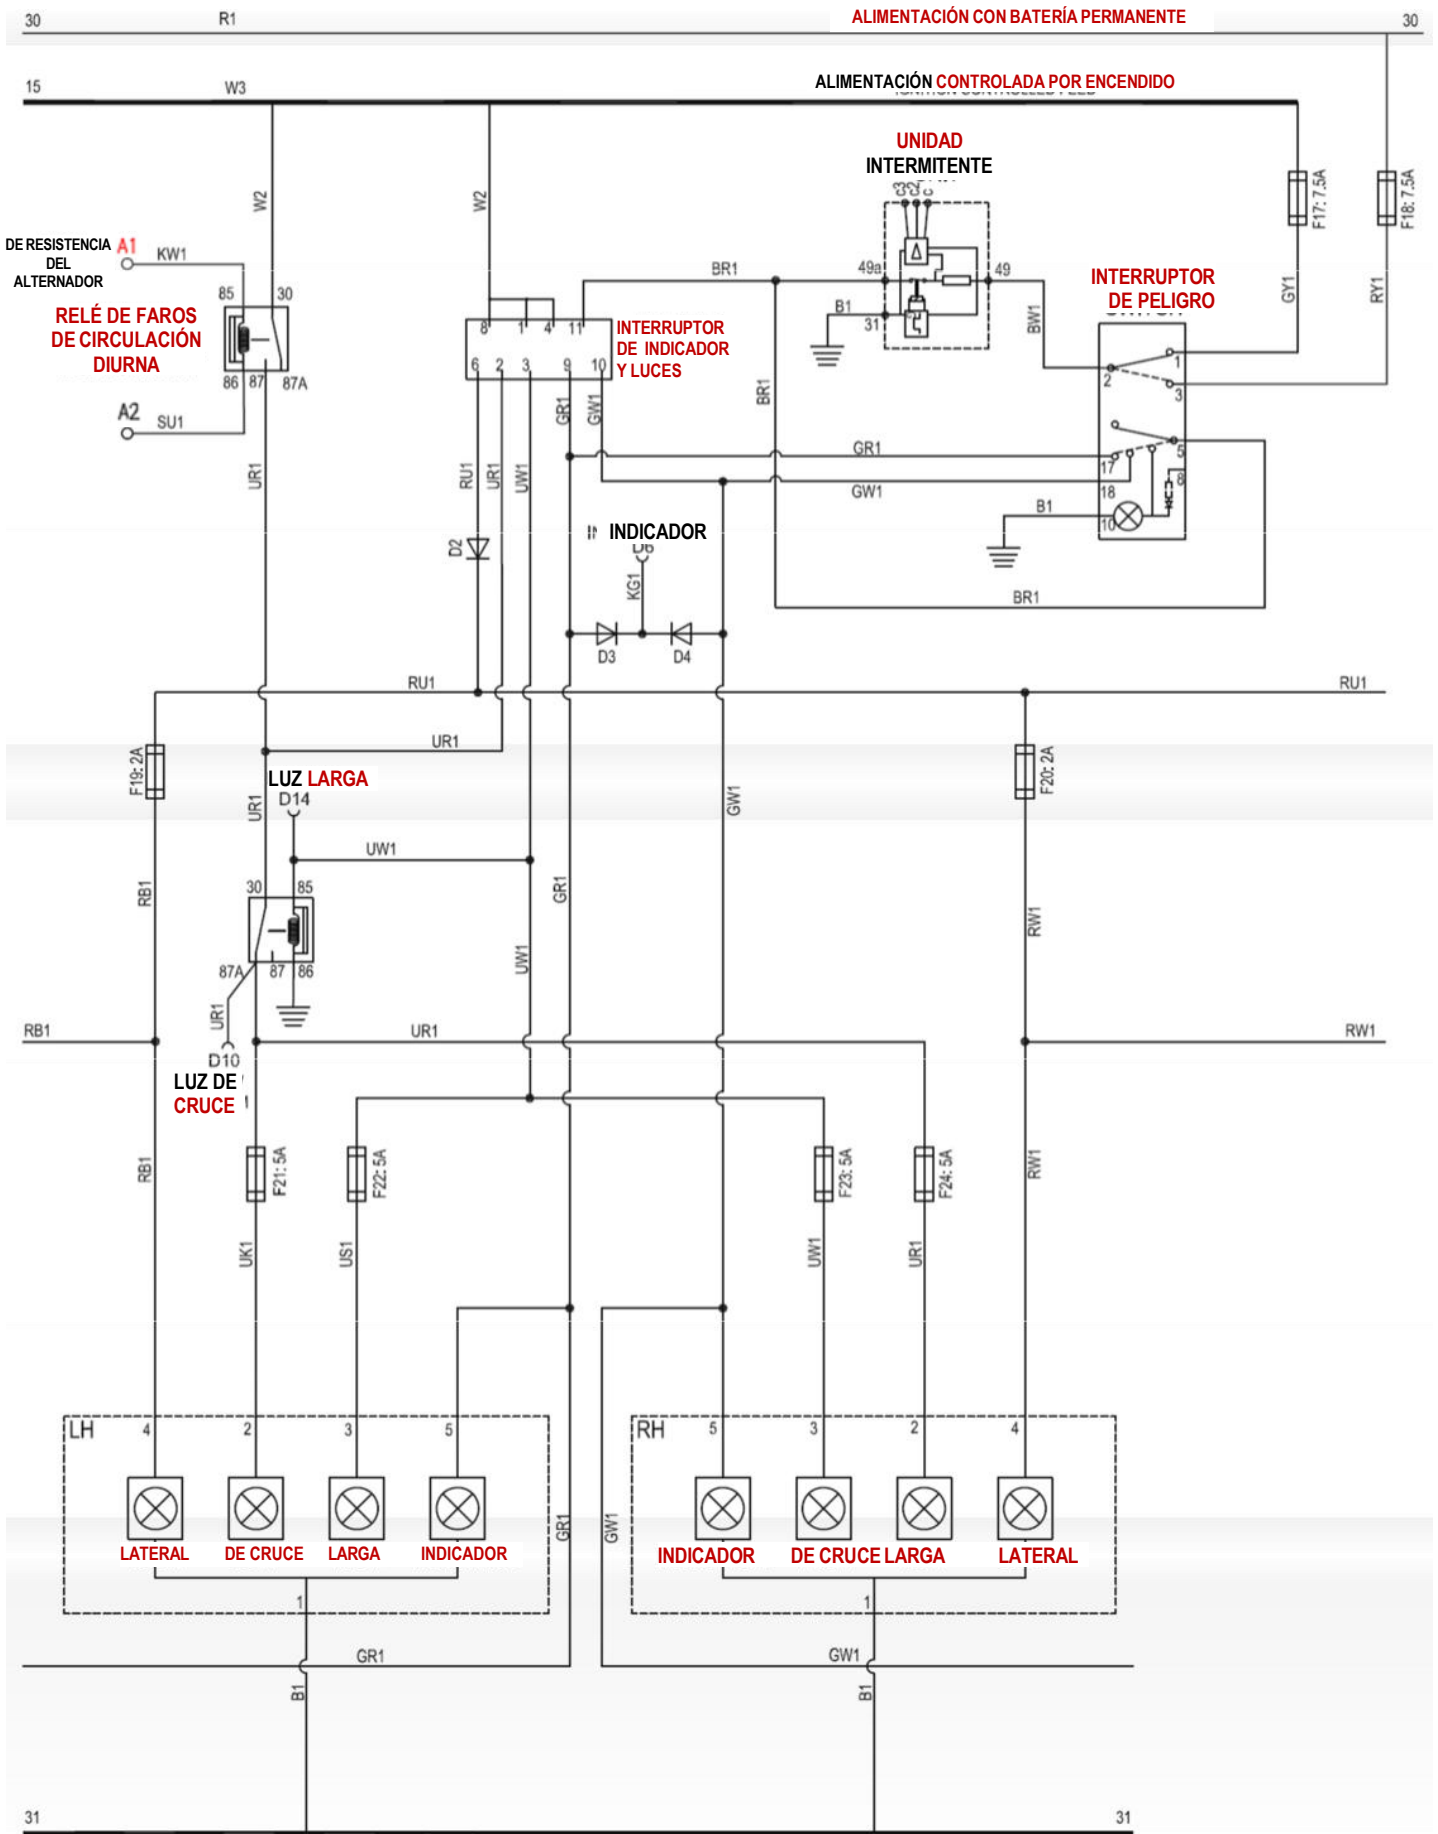 30
R1
ALIMENTACIÓN CON BATERÍA PERMANENTE
30
15
W3
ALIMENTACIÓN CONTROLADA POR ENCENDIDO
UNIDAD
INTERMITENTE
C3
C2
C
W2
W2
F17: 7.5A
F18: 7.5A
DE RESISTENCIA
DEL
ALTERNADOR
A1
KW1
RELÉ DE FAROS
DE CIRCULACIÓN
DIURNA
85
30
86
87
87A
A2
SU1
BR1
49a
49
B1
31
BW1
INTERRUPTOR
DE PELIGRO
GY1
RY1
8
1
4
11
INTERRUPTOR
DE INDICADOR
Y LUCES
6
2
3
9
10
1
2
3
GR1
GW1
BR1
UR1
RU1
UR1
UW1
GR1
GW1
17
5
18
8
B1
10
D2
INDICADOR
D6
KG1
BR1
D3
D4
RU1
RU1
UR1
F19: 2A
F20: 2A
LUZ LARGA
D14
UR1
GW1
UW1
RB1
30
85
GR1
RW1
87A
87
86
UW1
UR1
RB1
UR1
RW1
D10
LUZ DE
CRUCE
RB1
F21: 5A
F22: 5A
F23: 5A
F24: 5A
RW1
UK1
US1
UW1
UR1
LH
4
2
3
5
RH
5
3
2
4
LATERAL
DE CRUCE
LARGA
INDICADOR
GR1
GW1
INDICADOR
DE CRUCE
LARGA
LATERAL
1
1
GR1
GW1
B1
B1
31
31